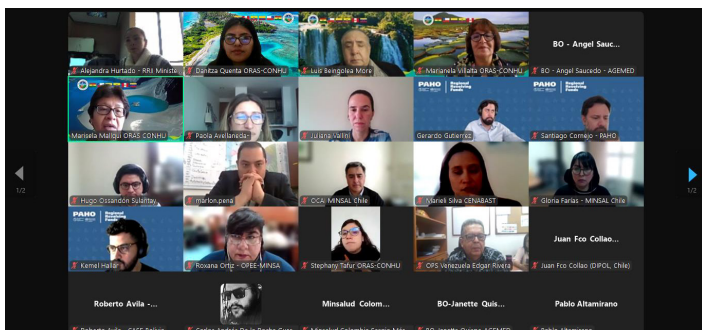 Alejandra Hurtado - RRII Ministe
Danitza Quenta ORAS-CONHU
Luis Beingolea More
Marianela Villalta ORAS-CONHU
BO - Angel Sauc...
BO - Angel Saucedo - AGEMED
Marisela Mallqui ORAS CONHU
Paola Avellaneda-
Juliana Vallini
PAHO Regional Revolving Funds
Gerardo Gutierrez
PAHO Regional Revolving Funds
Santiago Cornejo - PAHO
1/2
1/2
Hugo Ossandón Sulantay
marlon.pena
OCAI MINSAL Chile
Marieli Silva CENABAST
Gloria Farías - MINSAL Chile
PAHO Regional Revolving Funds
Kemel Hallar
Roxana Ortiz - OPEE-MINSA
Stephany Tafur ORAS-CONHU
OPS Venezuela Edgar Rivera
Juan Fco Collao...
Juan Fco Collao (DIPOL, Chile)
Roberto Avila -...
Minsalud Colom...
BO-Janette Quis...
Pablo Altamirano